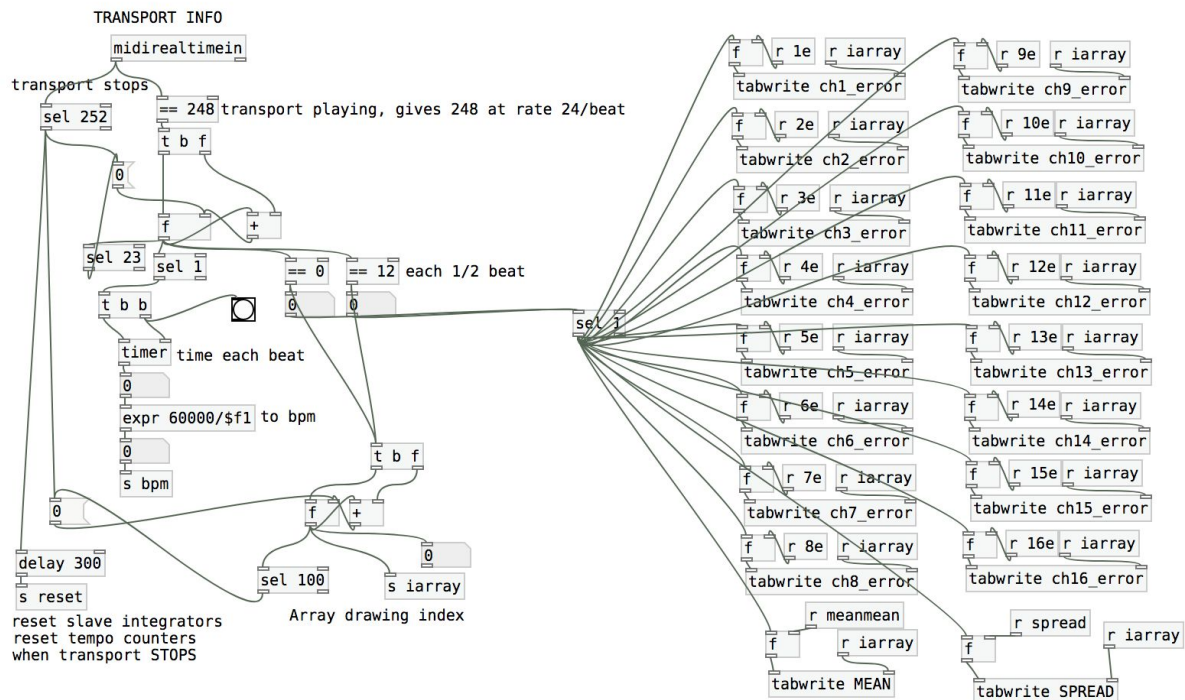 TRANSPORT INFO
midirealtimein
transport stops
sel 252
== 248
transport playing, gives 248 at rate 24/beat
t b f
0
f
+
sel 23
sel 1
== 0
== 12
each 1/2 beat
t b b
0
0
timer
time each beat
0
expr 60000/$f1
to bpm
0
s bpm
t b f
0
f
+
0
delay 300
sel 100
s iarray
s reset
Array drawing index
reset slave integrators
reset tempo counters
when transport STOPS
sel 1
f
r 1e
r iarray
tabwrite ch1_error
f
r 2e
r iarray
tabwrite ch2_error
f
r 3e
r iarray
tabwrite ch3_error
f
r 4e
r iarray
tabwrite ch4_error
f
r 5e
r iarray
tabwrite ch5_error
f
r 6e
r iarray
tabwrite ch6_error
f
r 7e
r iarray
tabwrite ch7_error
f
r 8e
r iarray
tabwrite ch8_error
r meanmean
f
r iarray
tabwrite MEAN
f
r 9e
r iarray
tabwrite ch9_error
f
r 10e
r iarray
tabwrite ch10_error
f
r 11e
r iarray
tabwrite ch11_error
f
r 12e
r iarray
tabwrite ch12_error
f
r 13e
r iarray
tabwrite ch13_error
f
r 14e
r iarray
tabwrite ch14_error
f
r 15e
r iarray
tabwrite ch15_error
f
r 16e
r iarray
tabwrite ch16_error
r spread
f
r iarray
tabwrite SPREAD